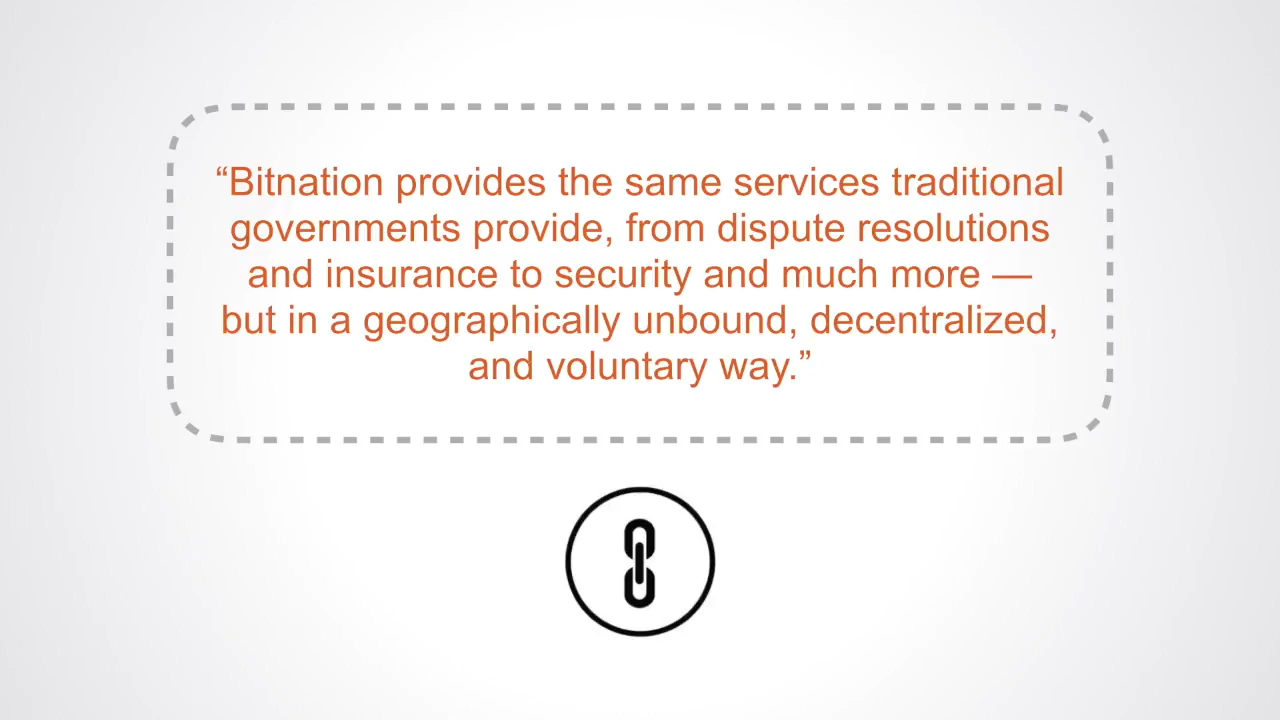 “Bitnation provides the same services traditional
governments provide, from dispute resolutions
and insurance to security and much more —
but in a geographically unbound, decentralized,
and voluntary way.”